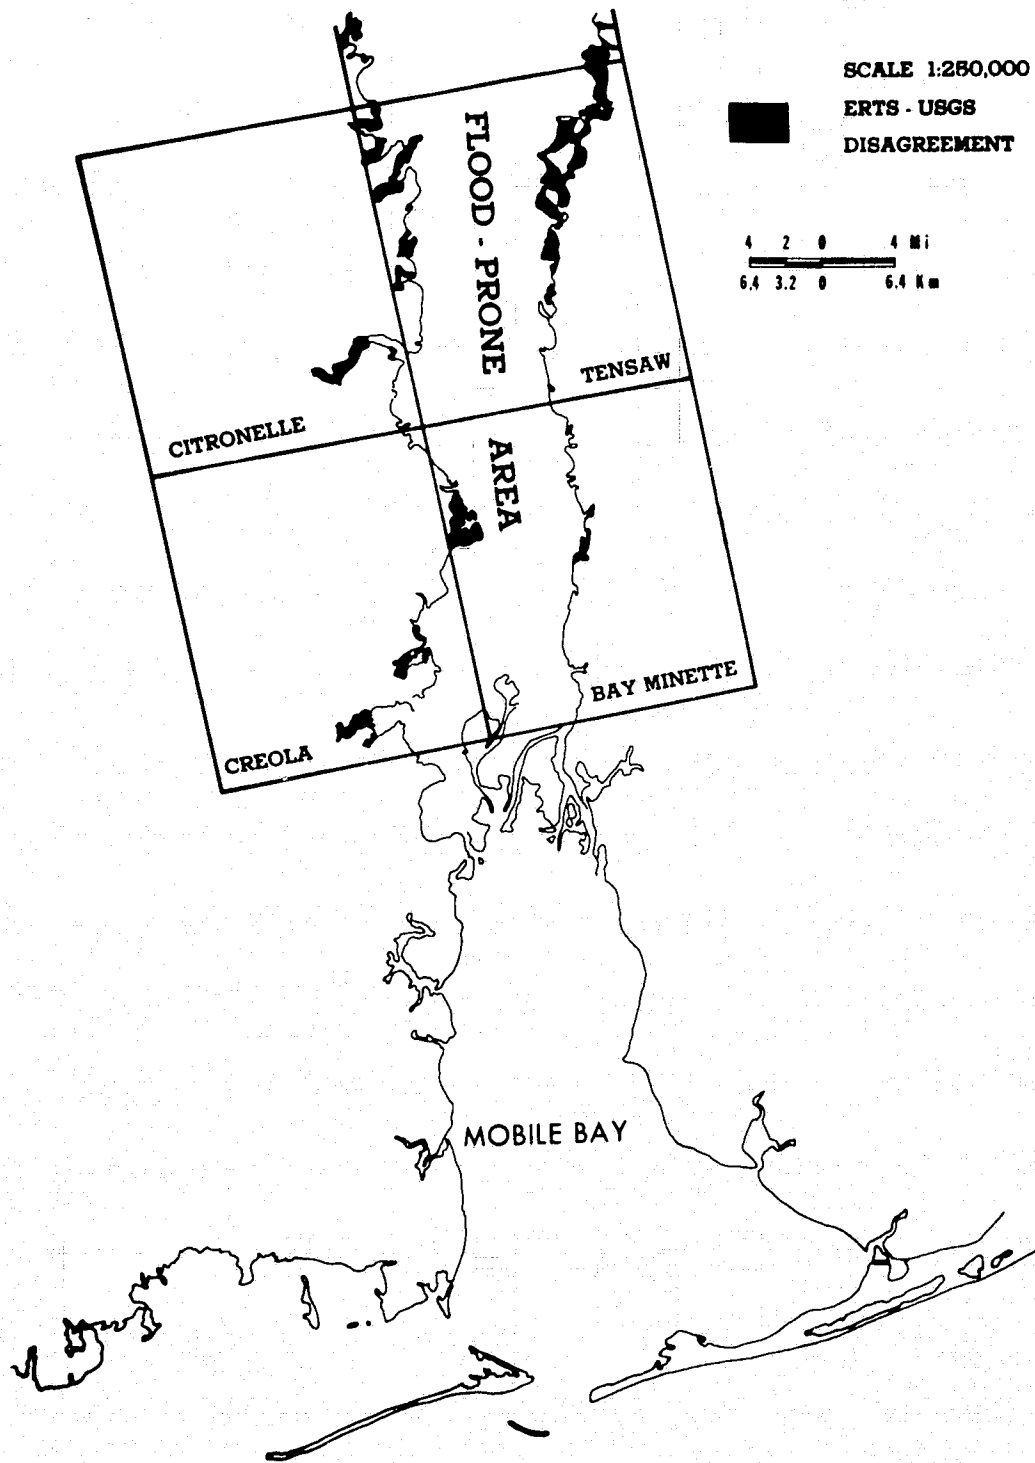 SCALE 1:250,000
ERTS - USGS
DISAGREEMENT
4 2 0 4 Mi
6.4 3.2 0 6.4 Km
FLOOD - PRONE
AREA
TENSAW
CITRONELLE
BAY MINETTE
CREOLA
MOBILE BAY